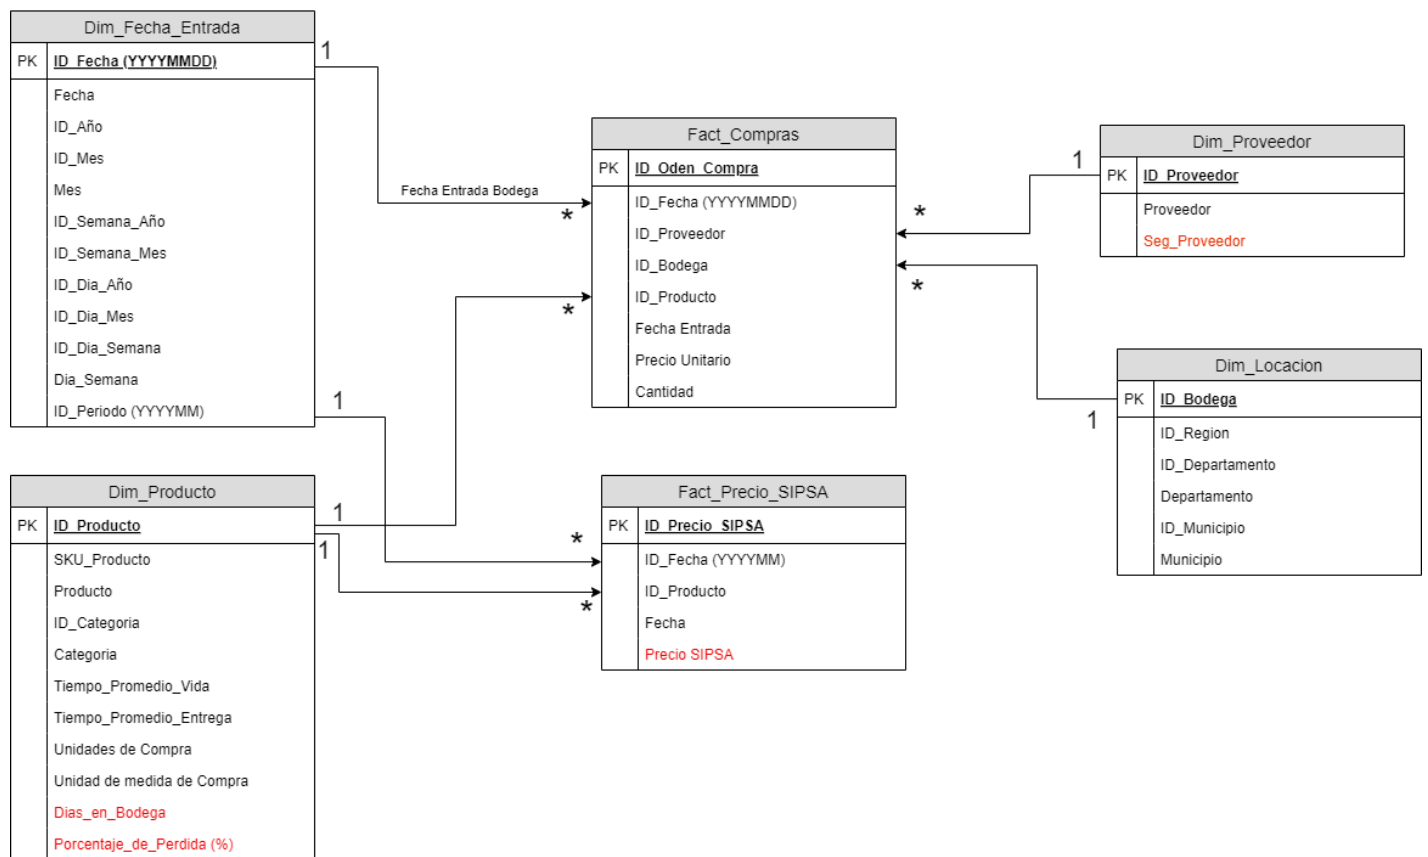 Dim_Fecha_Entrada
PK ID_Fecha (YYYYMMDD)
Fecha
ID_Año
ID_Mes
Mes
ID_Semana_Año
ID_Semana_Mes
ID_Dia_Año
ID_Dia_Mes
ID_Dia_Semana
Dia_Semana
ID_Periodo (YYYYMM)
1
1
Fecha Entrada Bodega
*
*
Fact_Compras
PK ID_Oden_Compra
ID_Fecha (YYYYMMDD)
ID_Proveedor
ID_Bodega
ID_Producto
Fecha Entrada
Precio Unitario
Cantidad
*
*
1
Dim_Proveedor
PK ID_Proveedor
Proveedor
Seg_Proveedor
1
Dim_Locacion
PK ID_Bodega
ID_Region
ID_Departamento
Departamento
ID_Municipio
Municipio
Dim_Producto
PK ID_Producto
SKU_Producto
Producto
ID_Categoria
Categoria
Tiempo_Promedio_Vida
Tiempo_Promedio_Entrega
Unidades de Compra
Unidad de medida de Compra
Dias_en_Bodega
Porcentaje_de_Perdida (%)
1
1
*
*
Fact_Precio_SIPSA
PK ID_Precio_SIPSA
ID_Fecha (YYYYMM)
ID_Producto
Fecha
Precio SIPSA